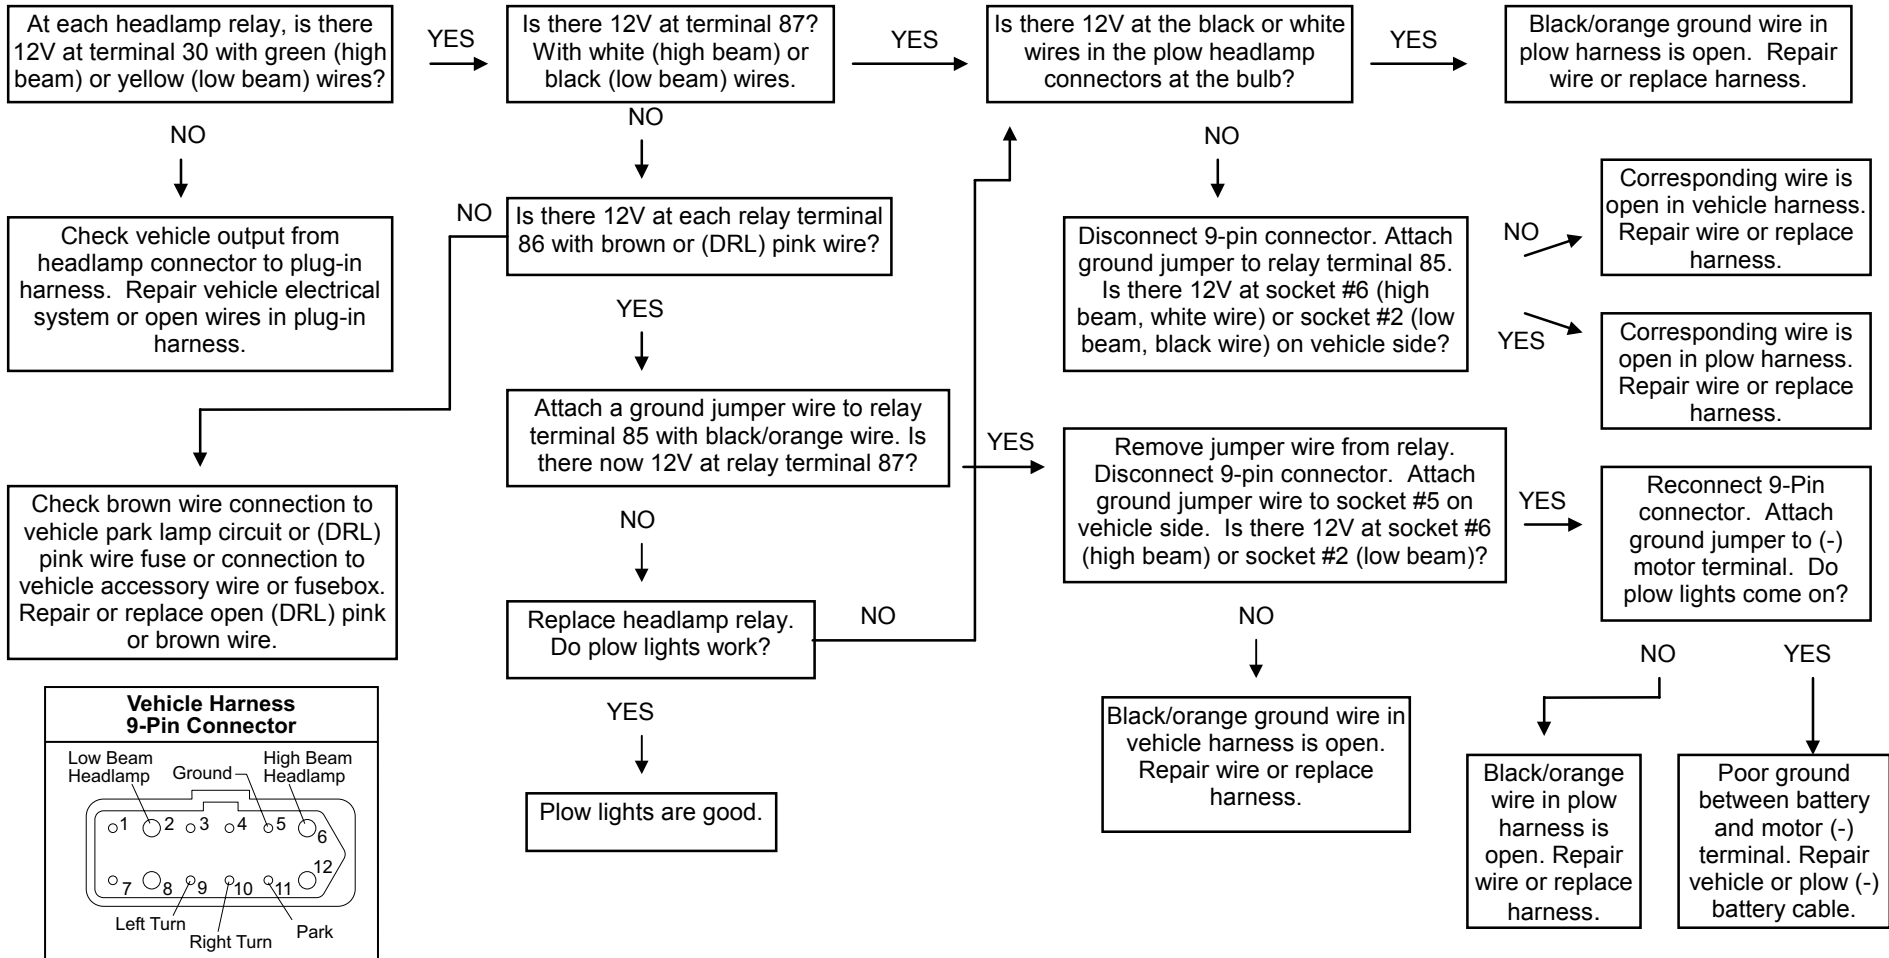 At each headlamp relay, is there
12V at terminal 30 with green (high
beam) or yellow (low beam) wires?
YES
Is there 12V at terminal 87?
With white (high beam) or
black (low beam) wires.
YES
Is there 12V at the black or white
wires in the plow headlamp
connectors at the bulb?
YES
Black/orange ground wire in
plow harness is open. Repair
wire or replace harness.
NO
NO
NO
Check vehicle output from
headlamp connector to plug-in
harness. Repair vehicle electrical
system or open wires in plug-in
harness.
NO
Is there 12V at each relay terminal
86 with brown or (DRL) pink wire?
YES
Disconnect 9-pin connector. Attach
ground jumper to relay terminal 85.
Is there 12V at socket #6 (high
beam, white wire) or socket #2 (low
beam, black wire) on vehicle side?
NO
Corresponding wire is
open in vehicle harness.
Repair wire or replace
harness.
YES
Corresponding wire is
open in plow harness.
Repair wire or replace
harness.
Attach a ground jumper wire to relay
terminal 85 with black/orange wire. Is
there now 12V at relay terminal 87?
YES
Remove jumper wire from relay.
Disconnect 9-pin connector. Attach
ground jumper wire to socket #5 on
vehicle side. Is there 12V at socket #6
(high beam) or socket #2 (low beam)?
YES
Reconnect 9-Pin
connector. Attach
ground jumper to (-)
motor terminal. Do
plow lights come on?
Check brown wire connection to
vehicle park lamp circuit or (DRL)
pink wire fuse or connection to
vehicle accessory wire or fusebox.
Repair or replace open (DRL) pink
or brown wire.
NO
Replace headlamp relay.
Do plow lights work?
NO
YES
Plow lights are good.
NO
Black/orange ground wire in
vehicle harness is open.
Repair wire or replace
harness.
NO
YES
Black/orange
wire in plow
harness is
open. Repair
wire or replace
harness.
Poor ground
between battery
and motor (-)
terminal. Repair
vehicle or plow (-)
battery cable.
Vehicle Harness
9-Pin Connector
Low Beam
Headlamp
Ground
High Beam
Headlamp
1 2 3 4 5 6
7 8 9 10 11 12
Left Turn
Right Turn
Park